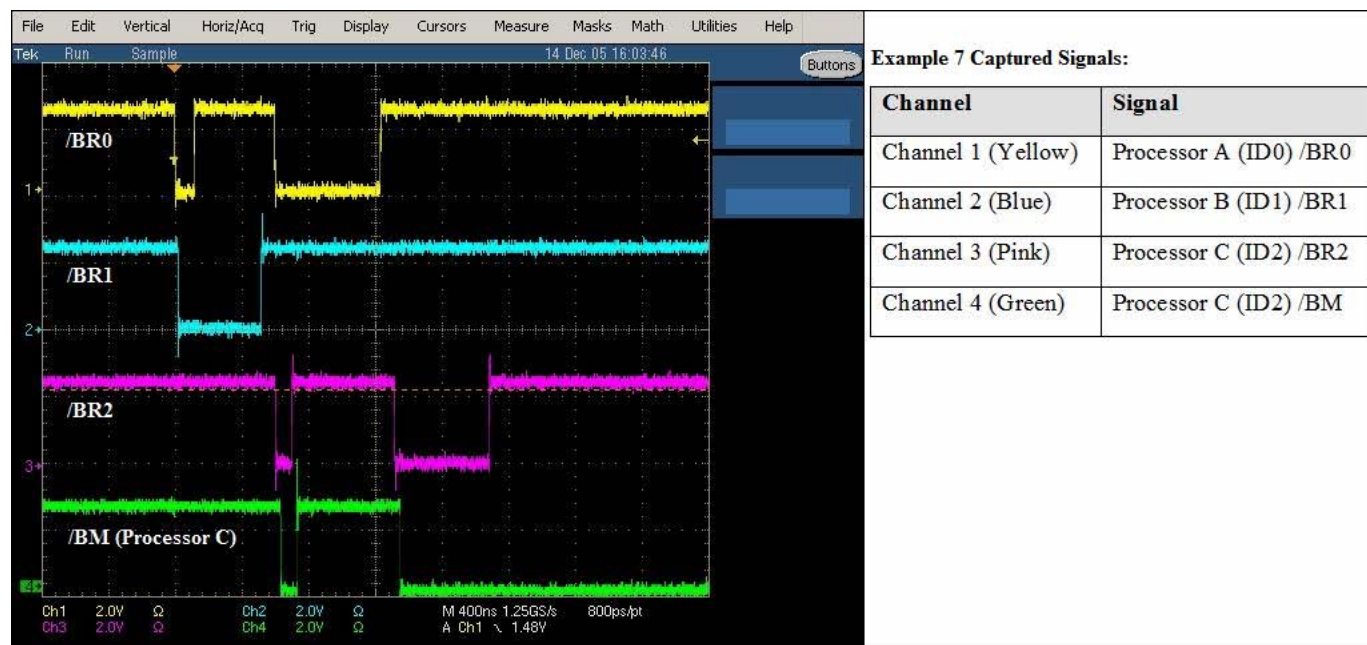 File Edit Vertical Horiz/Acq Trig Display Cursors Measure Masks Math Utilities Help
Tek Run Sample 14 Dec 05 16:03:46
Buttons
/BR0
1
/BR1
2
/BR2
3
/BM (Processor C)
4
Ch1 2.0V Ω Ch2 2.0V Ω M 400ns 1.25GS/s 800ps/pt
Ch3 2.0V Ω Ch4 2.0V Ω A Ch1 \ 1.48V
Example 7 Captured Signals:
Channel Signal
Channel 1 (Yellow) Processor A (ID0) /BR0
Channel 2 (Blue) Processor B (ID1) /BR1
Channel 3 (Pink) Processor C (ID2) /BR2
Channel 4 (Green) Processor C (ID2) /BM